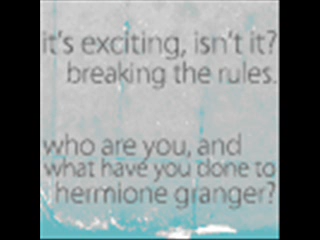 it's exciting, isn't it?
breaking the rules.
who are you, and
what have you done to
hermione granger?